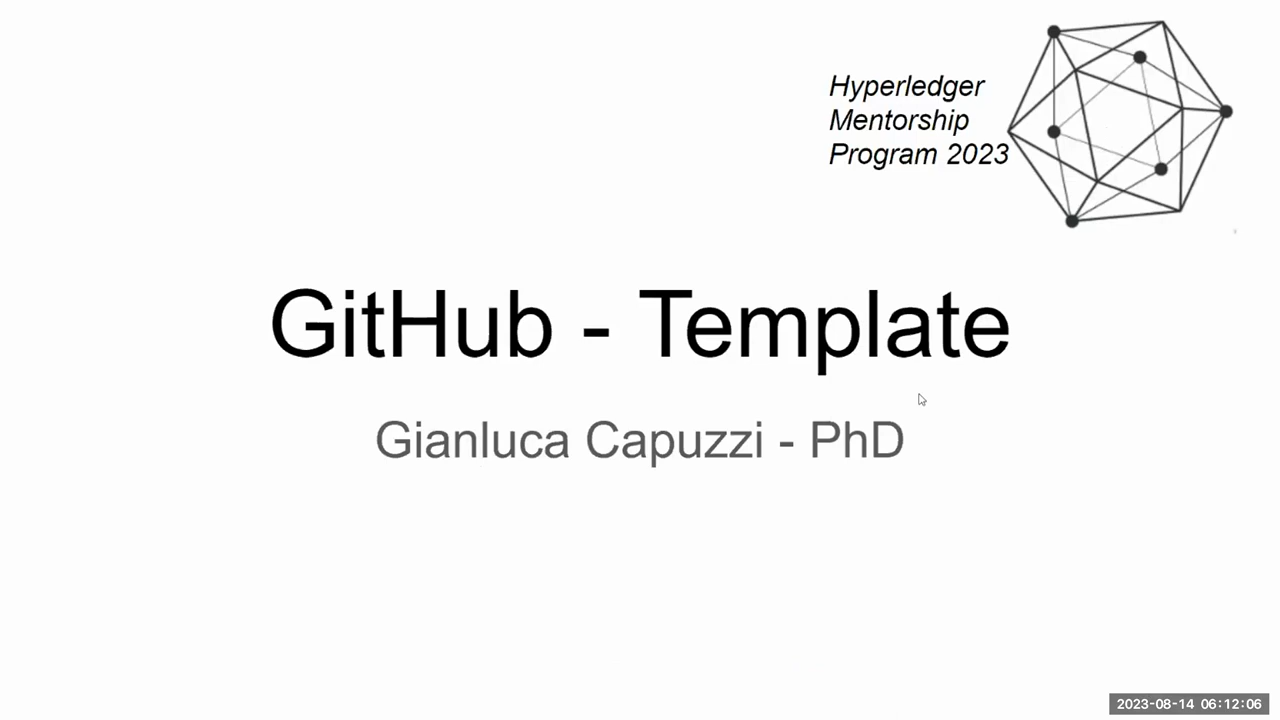 Hyperledger
Mentorship
Program 2023
GitHub - Template
Gianluca Capuzzi - PhD
2023-08-14 06:12:06